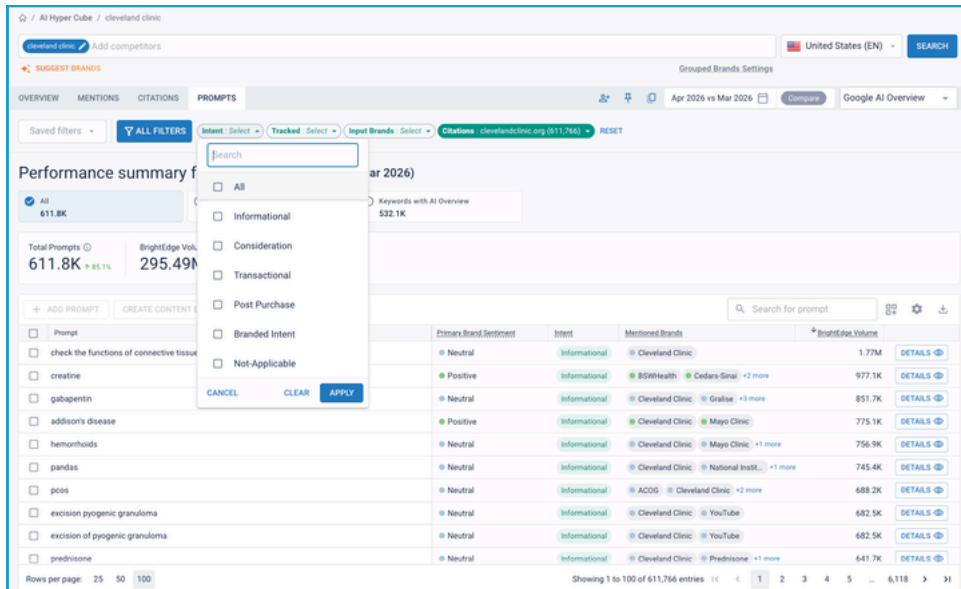 / AI Hyper Cube / cleveland clinic
cleveland clinic Add competitors
United States (EN)
SEARCH
SUGGEST BRANDS
Grouped Brands Settings
OVERVIEW MENTIONS CITATIONS PROMPTS
Apr 2026 vs Mar 2026 Compare Google AI Overview
Saved filters ALL FILTERS Intent : Select Tracked : Select Input Brands : Select Citations : clevelandclinic.org (611,766) RESET
Search
All
Informational
Consideration
Transactional
Post Purchase
Branded Intent
Not-Applicable
CANCEL CLEAR APPLY
Performance summary f ar 2026)
All
611.8K
Keywords with AI Overview
532.1K
Total Prompts BrightEdge Volu
611.8K 85.1% 295.49M
+ ADD PROMPT CREATE CONTENT Search for prompt
Prompt Primary Brand Sentiment Intent Mentioned Brands BrightEdge Volume
check the functions of connective tissue Neutral Informational Cleveland Clinic 1.77M DETAILS
creatine Positive Informational BSWHealth Cedars-Sinai +2 more 977.1K DETAILS
gabapentin Neutral Informational Cleveland Clinic Gralise +3 more 851.7K DETAILS
addison's disease Positive Informational Cleveland Clinic Mayo Clinic 775.1K DETAILS
hemorrhoids Neutral Informational Cleveland Clinic Mayo Clinic +1 more 756.9K DETAILS
pandas Neutral Informational Cleveland Clinic National Instit... +1 more 745.4K DETAILS
pcos Neutral Informational ACOG Cleveland Clinic +2 more 688.2K DETAILS
excision pyogenic granuloma Neutral Informational Cleveland Clinic YouTube 682.5K DETAILS
excision of pyogenic granuloma Neutral Informational Cleveland Clinic YouTube 682.5K DETAILS
prednisone Neutral Informational Cleveland Clinic Prednisone +1 more 641.7K DETAILS
Rows per page: 25 50 100 Showing 1 to 100 of 611,766 entries 1 2 3 4 5 ... 6,118